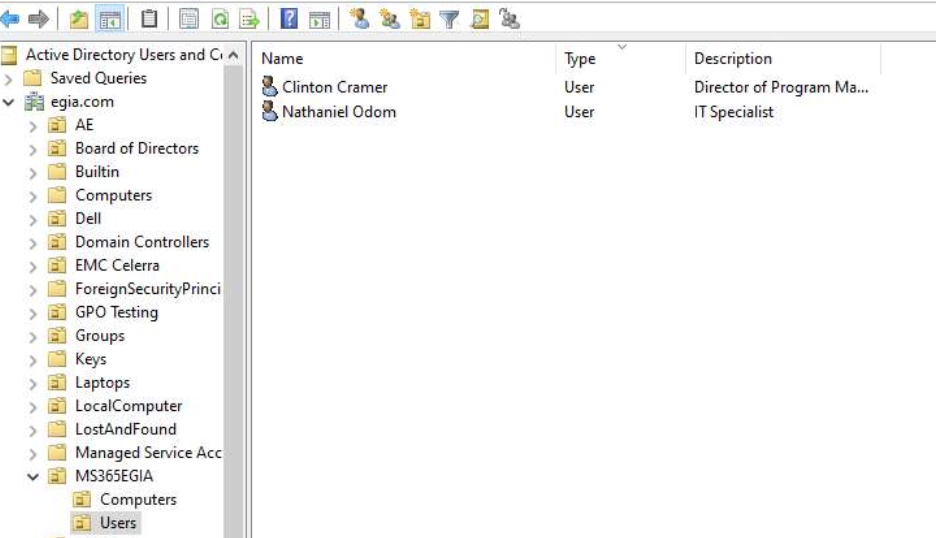 Active Directory Users and Co
Saved Queries
egia.com
AE
Board of Directors
Builtin
Computers
Dell
Domain Controllers
EMC Celerra
ForeignSecurityPrinci
GPO Testing
Groups
Keys
Laptops
LocalComputer
LostAndFound
Managed Service Acc
MS365EGIA
Computers
Users
Name Type Description
Clinton Cramer User Director of Program Ma...
Nathaniel Odom User IT Specialist